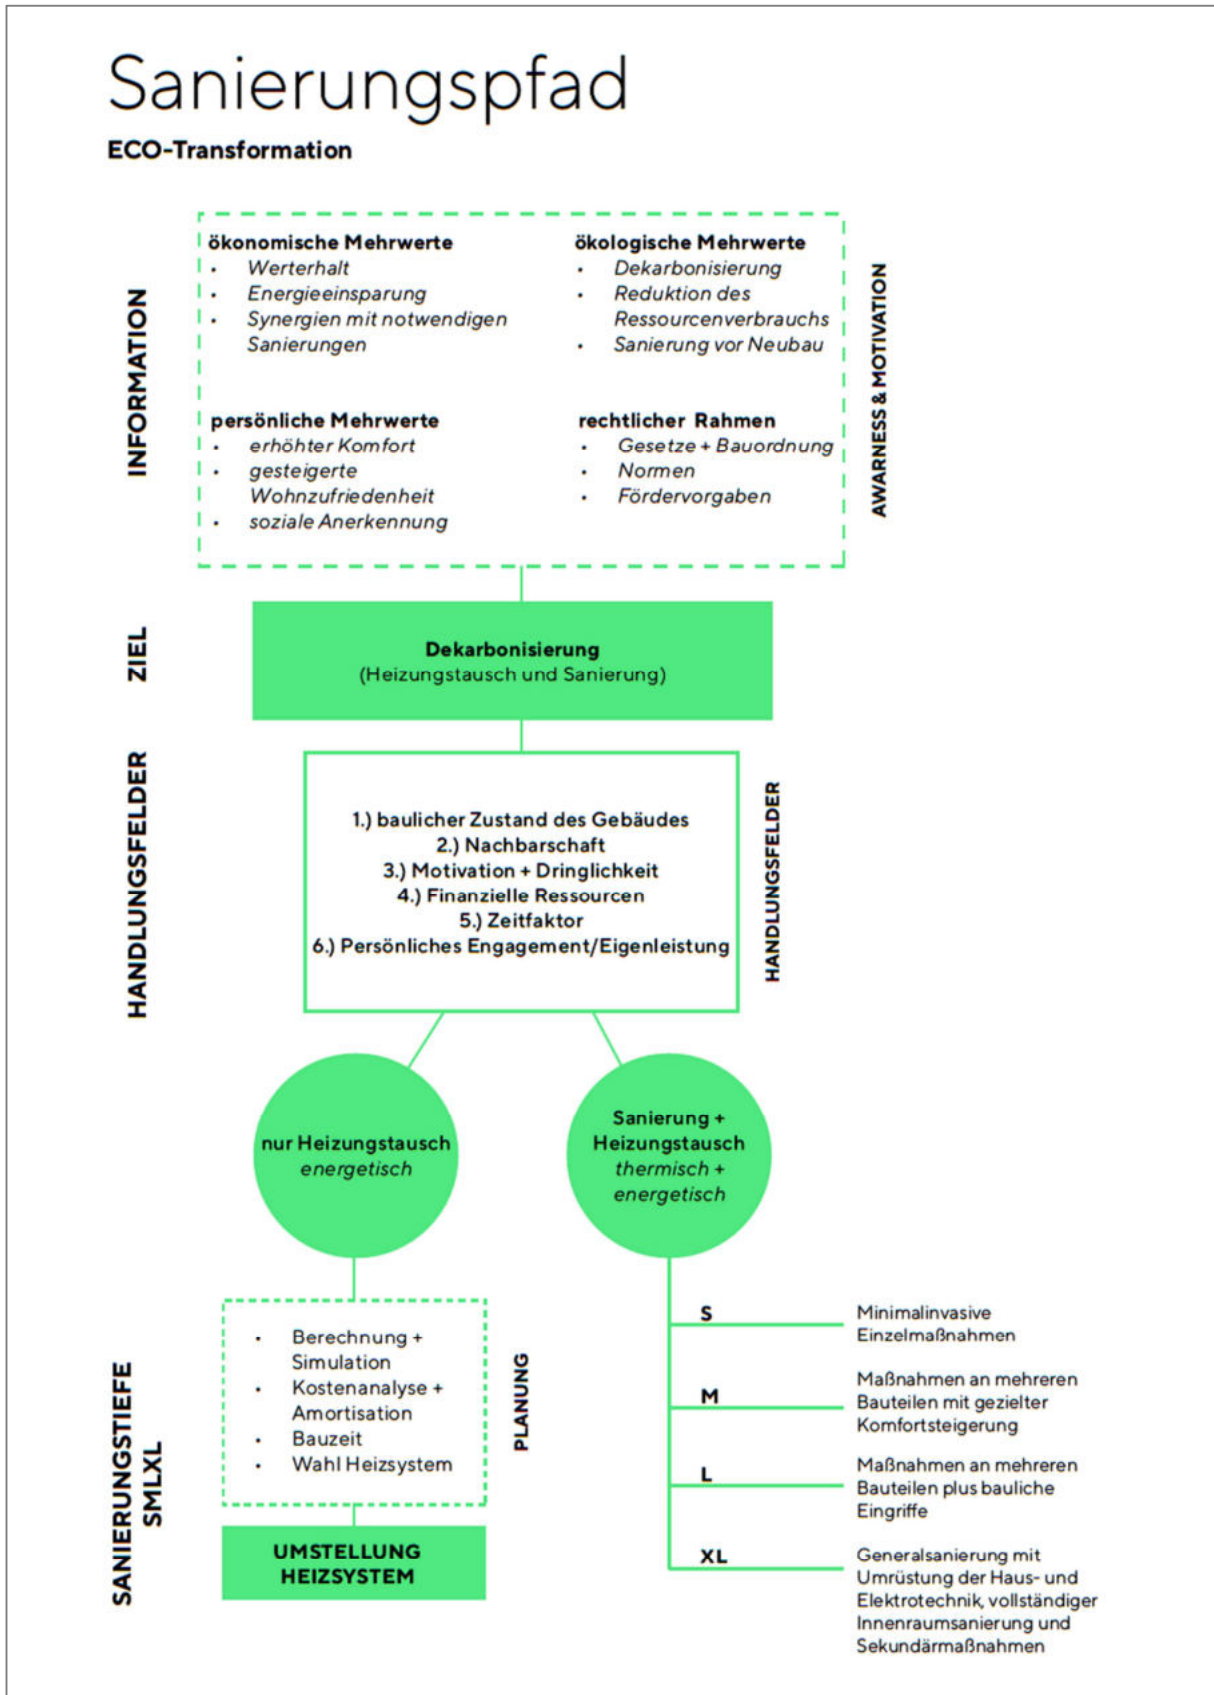 Sanierungspfad
ECO-Transformation
INFORMATION
ökonomische Mehrwerte
• Werterhalt
• Energieeinsparung
• Synergien mit notwendigen
Sanierungen
ökologische Mehrwerte
• Dekarbonisierung
• Reduktion des
Ressourcenverbrauchs
• Sanierung vor Neubau
persönliche Mehrwerte
• erhöhter Komfort
• gesteigerte
Wohnzufriedenheit
• soziale Anerkennung
rechtlicher Rahmen
• Gesetze + Bauordnung
• Normen
• Fördervorgaben
AWARNESS & MOTIVATION
ZIEL
Dekarbonisierung
(Heizungstausch und Sanierung)
HANDLUNGSFELDER
1.) baulicher Zustand des Gebäudes
2.) Nachbarschaft
3.) Motivation + Dringlichkeit
4.) Finanzielle Ressourcen
5.) Zeitfaktor
6.) Persönliches Engagement/Eigenleistung
HANDLUNGSFELDER
nur Heizungstausch
energetisch
Sanierung +
Heizungstausch
thermisch +
energetisch
SANIERUNGSTIEFE
SMLXL
• Berechnung +
Simulation
• Kostenanalyse +
Amortisation
• Bauzeit
• Wahl Heizsystem
PLANUNG
UMSTELLUNG
HEIZSYSTEM
S
Minimalinvasive
Einzelmaßnahmen
M
Maßnahmen an mehreren
Bauteilen mit gezielter
Komfortsteigerung
L
Maßnahmen an mehreren
Bauteilen plus bauliche
Eingriffe
XL
Generalsanierung mit
Umrüstung der Haus- und
Elektrotechnik, vollständiger
Innenraumsanierung und
Sekundärmaßnahmen